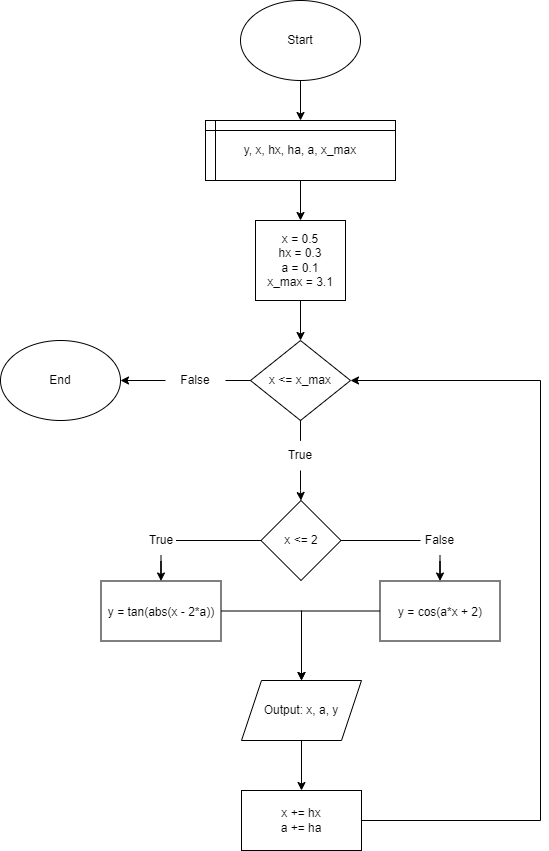 Start
y, x, hx, ha, a, x_max
x = 0.5
hx = 0.3
a = 0.1
x_max = 3.1
End
False
x <= x_max
True
True
x <= 2
False
y = tan(abs(x - 2*a))
y = cos(a*x + 2)
Output: x, a, y
x += hx
a += ha